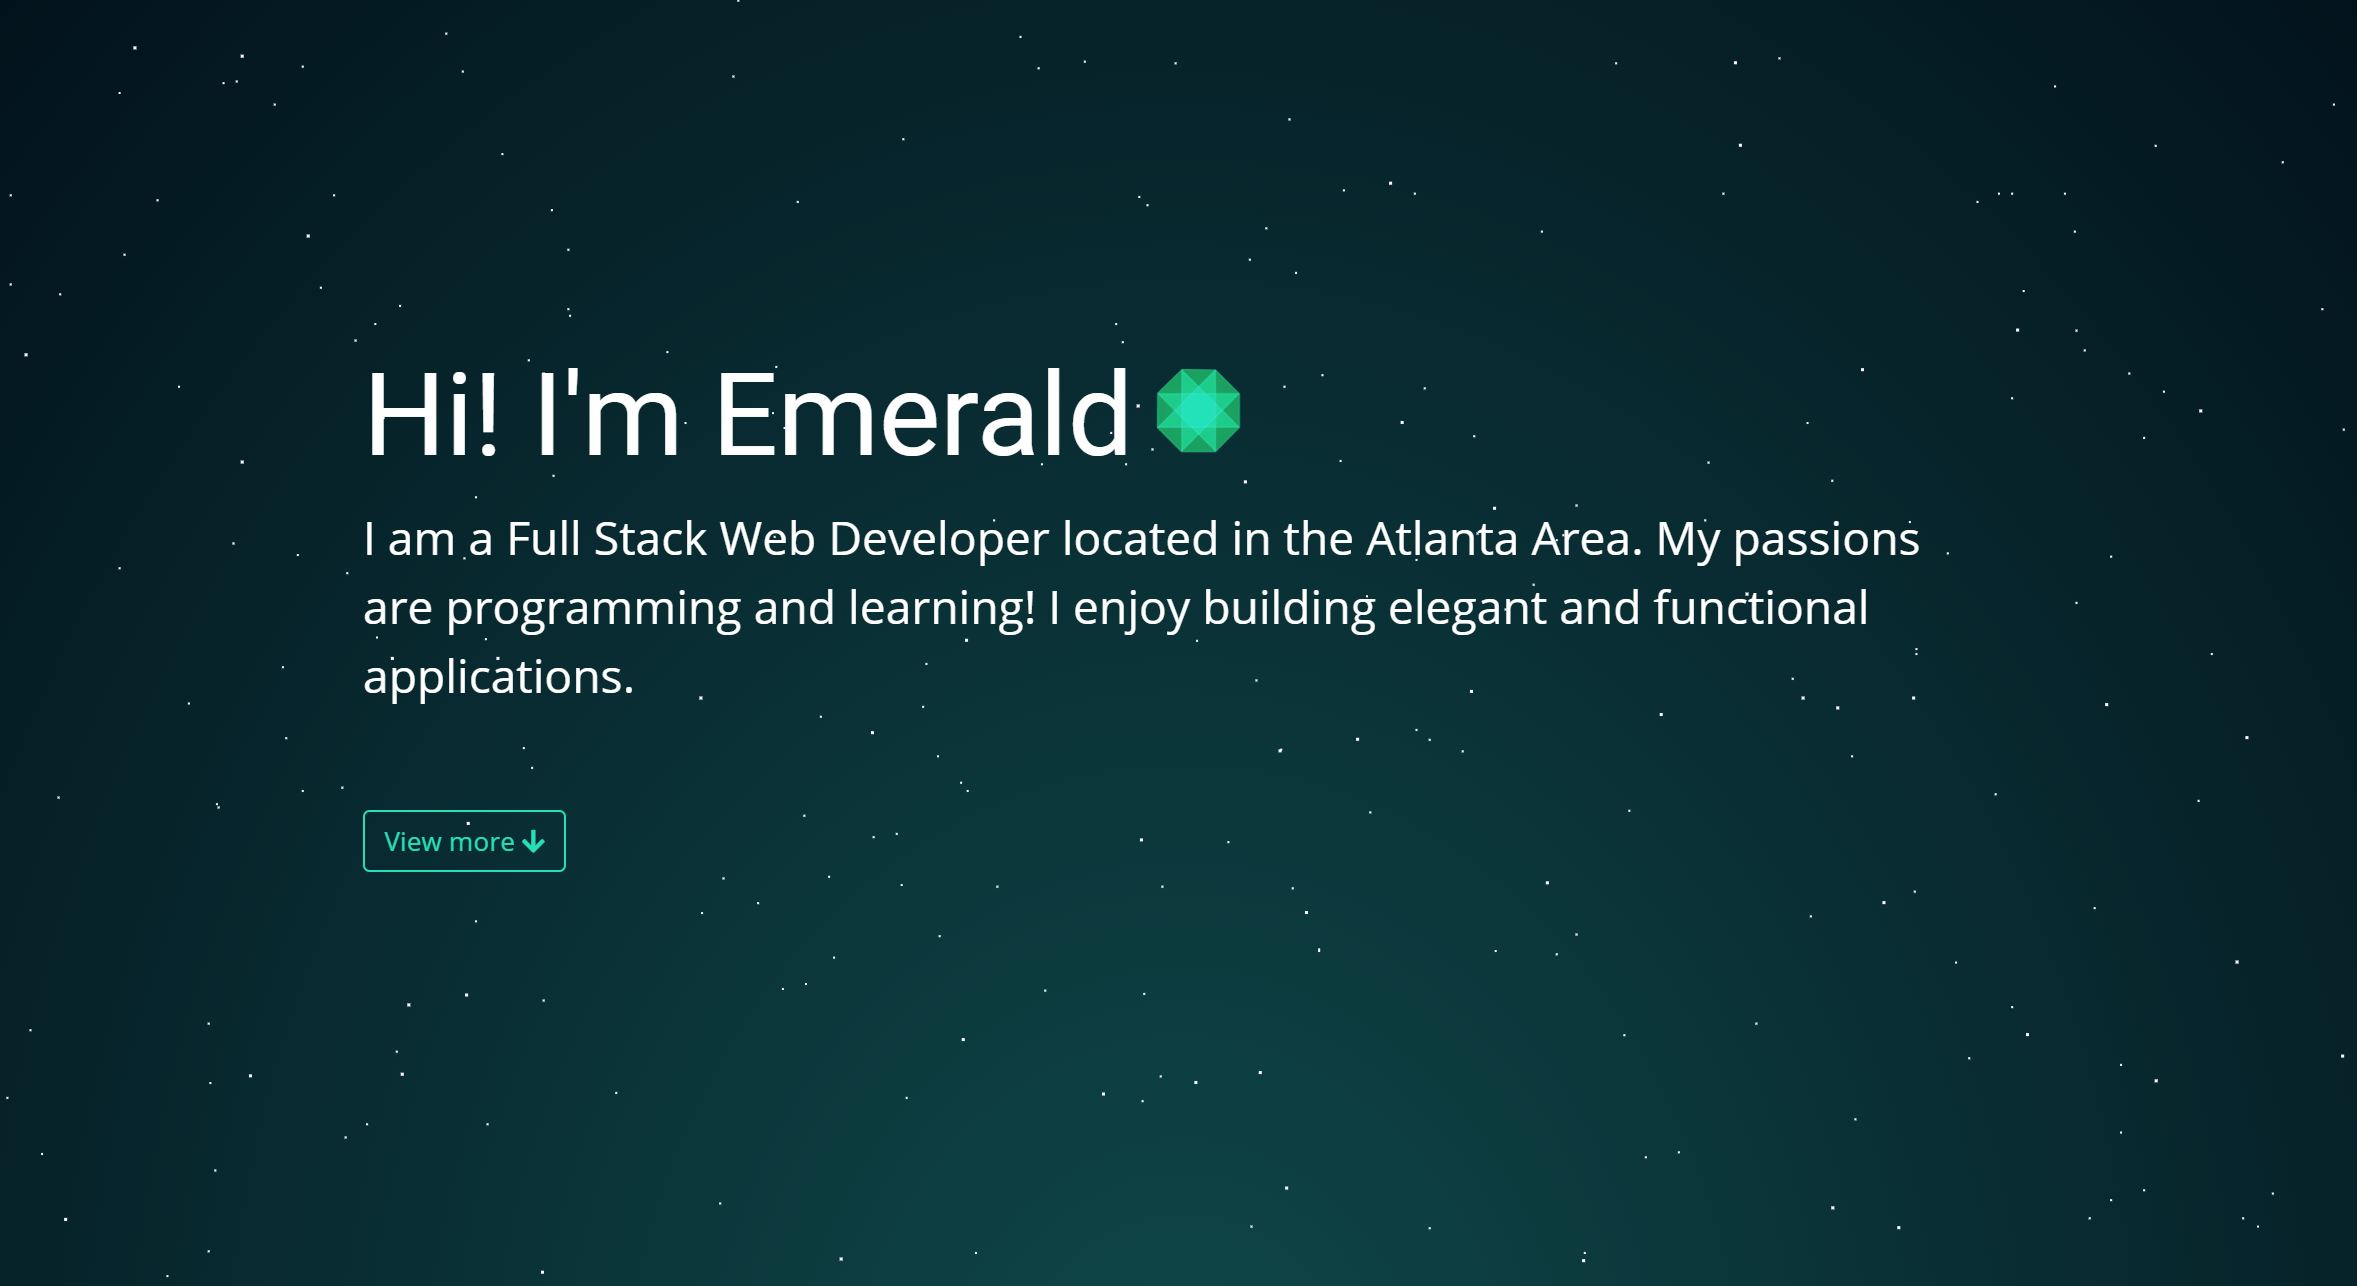 Hi! I'm Emerald
I am a Full Stack Web Developer located in the Atlanta Area. My passions
are programming and learning! I enjoy building elegant and functional
applications.
View more